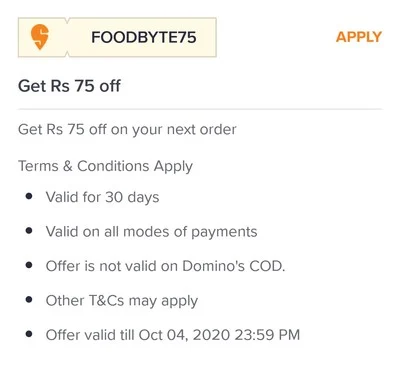 FOODBYTE75 APPLY
Get Rs 75 off
Get Rs 75 off on your next order
Terms & Conditions Apply
Valid for 30 days
Valid on all modes of payments
Offer is not valid on Domino's COD.
Other T&Cs may apply
Offer valid till Oct 04, 2020 23:59 PM